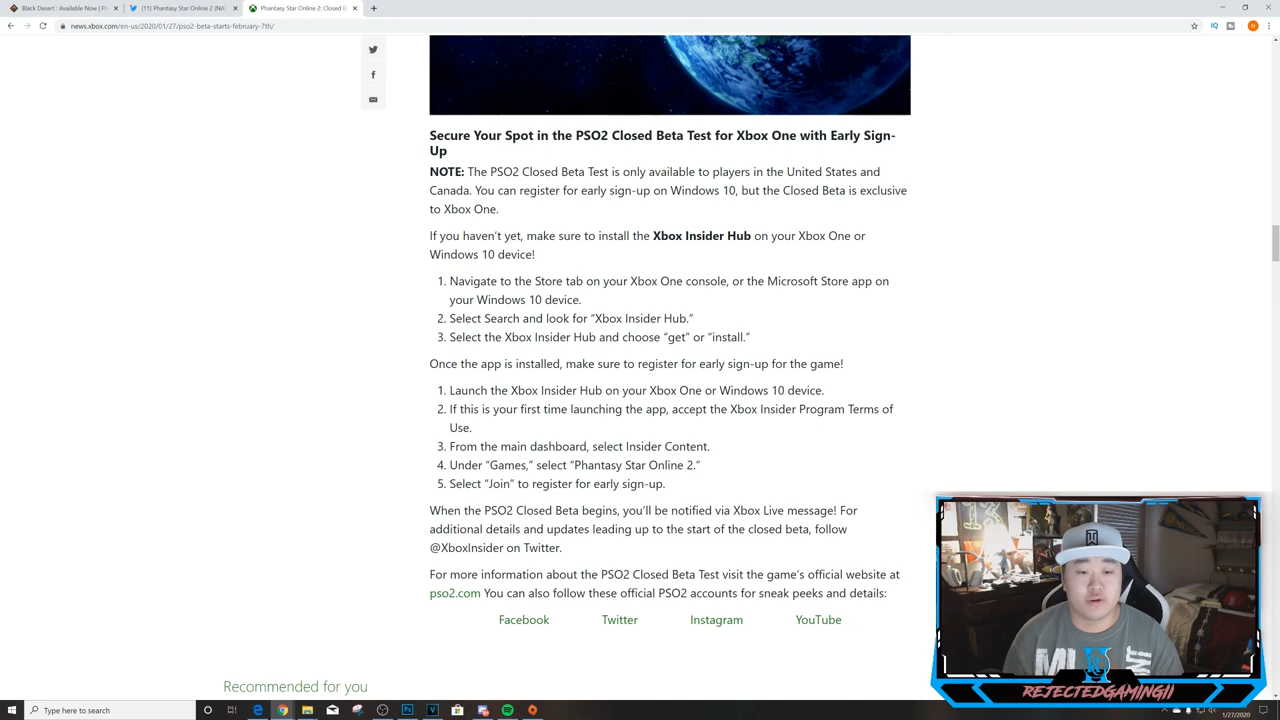 Black Desert: Available Now | Pl
(11) Phantasy Star Online 2 (NA)
Phantasy Star Online 2: Closed B
news.xbox.com/en-us/2020/01/27/pso2-beta-starts-february-7th/
Secure Your Spot in the PSO2 Closed Beta Test for Xbox One with Early Sign-
Up
NOTE: The PSO2 Closed Beta Test is only available to players in the United States and
Canada. You can register for early sign-up on Windows 10, but the Closed Beta is exclusive
to Xbox One.
If you haven't yet, make sure to install the Xbox Insider Hub on your Xbox One or
Windows 10 device!
1. Navigate to the Store tab on your Xbox One console, or the Microsoft Store app on
your Windows 10 device.
2. Select Search and look for “Xbox Insider Hub.”
3. Select the Xbox Insider Hub and choose “get” or “install.”
Once the app is installed, make sure to register for early sign-up for the game!
1. Launch the Xbox Insider Hub on your Xbox One or Windows 10 device.
2. If this is your first time launching the app, accept the Xbox Insider Program Terms of
Use.
3. From the main dashboard, select Insider Content.
4. Under “Games,” select “Phantasy Star Online 2.”
5. Select “Join” to register for early sign-up.
When the PSO2 Closed Beta begins, you'll be notified via Xbox Live message! For
additional details and updates leading up to the start of the closed beta, follow
@XboxInsider on Twitter.
For more information about the PSO2 Closed Beta Test visit the game's official website at
pso2.com You can also follow these official PSO2 accounts for sneak peeks and details:
Facebook Twitter Instagram YouTube
Recommended for you
REJECTEDGAMINGII
Type here to search
1/27/2020